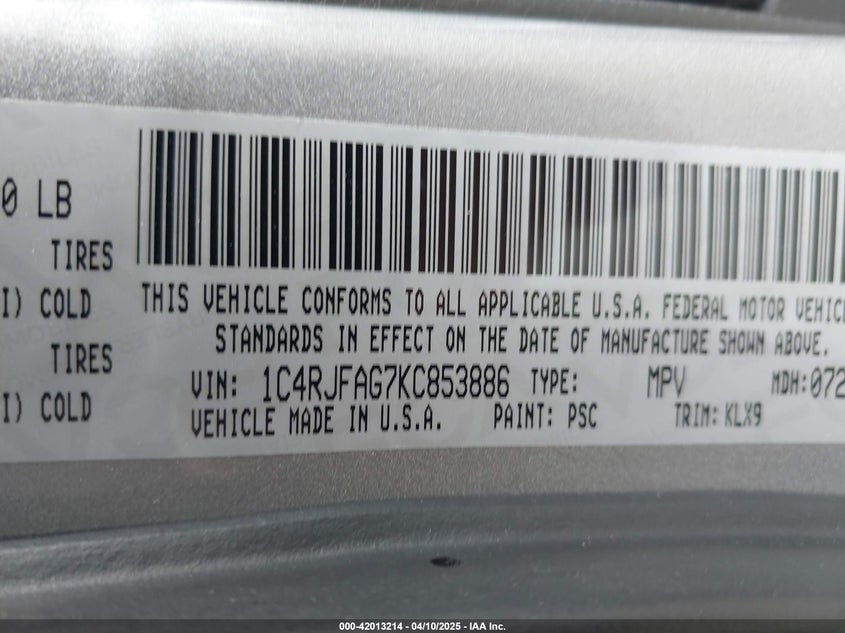 0 LB
TIRES
I) COLD
TIRES
I) COLD
THIS VEHICLE CONFORMS TO ALL APPLICABLE U.S.A. FEDERAL MOTOR VEHIC
STANDARDS IN EFFECT ON THE DATE OF MANUFACTURE SHOWN ABOVE.
VIN: 1C4RJFAG7KC853886 TYPE: MPV MDH:072
VEHICLE MADE IN U.S.A. PAINT: PSC TRIM: KLX9
000-42013214 - 04/10/2025 - IAA Inc.